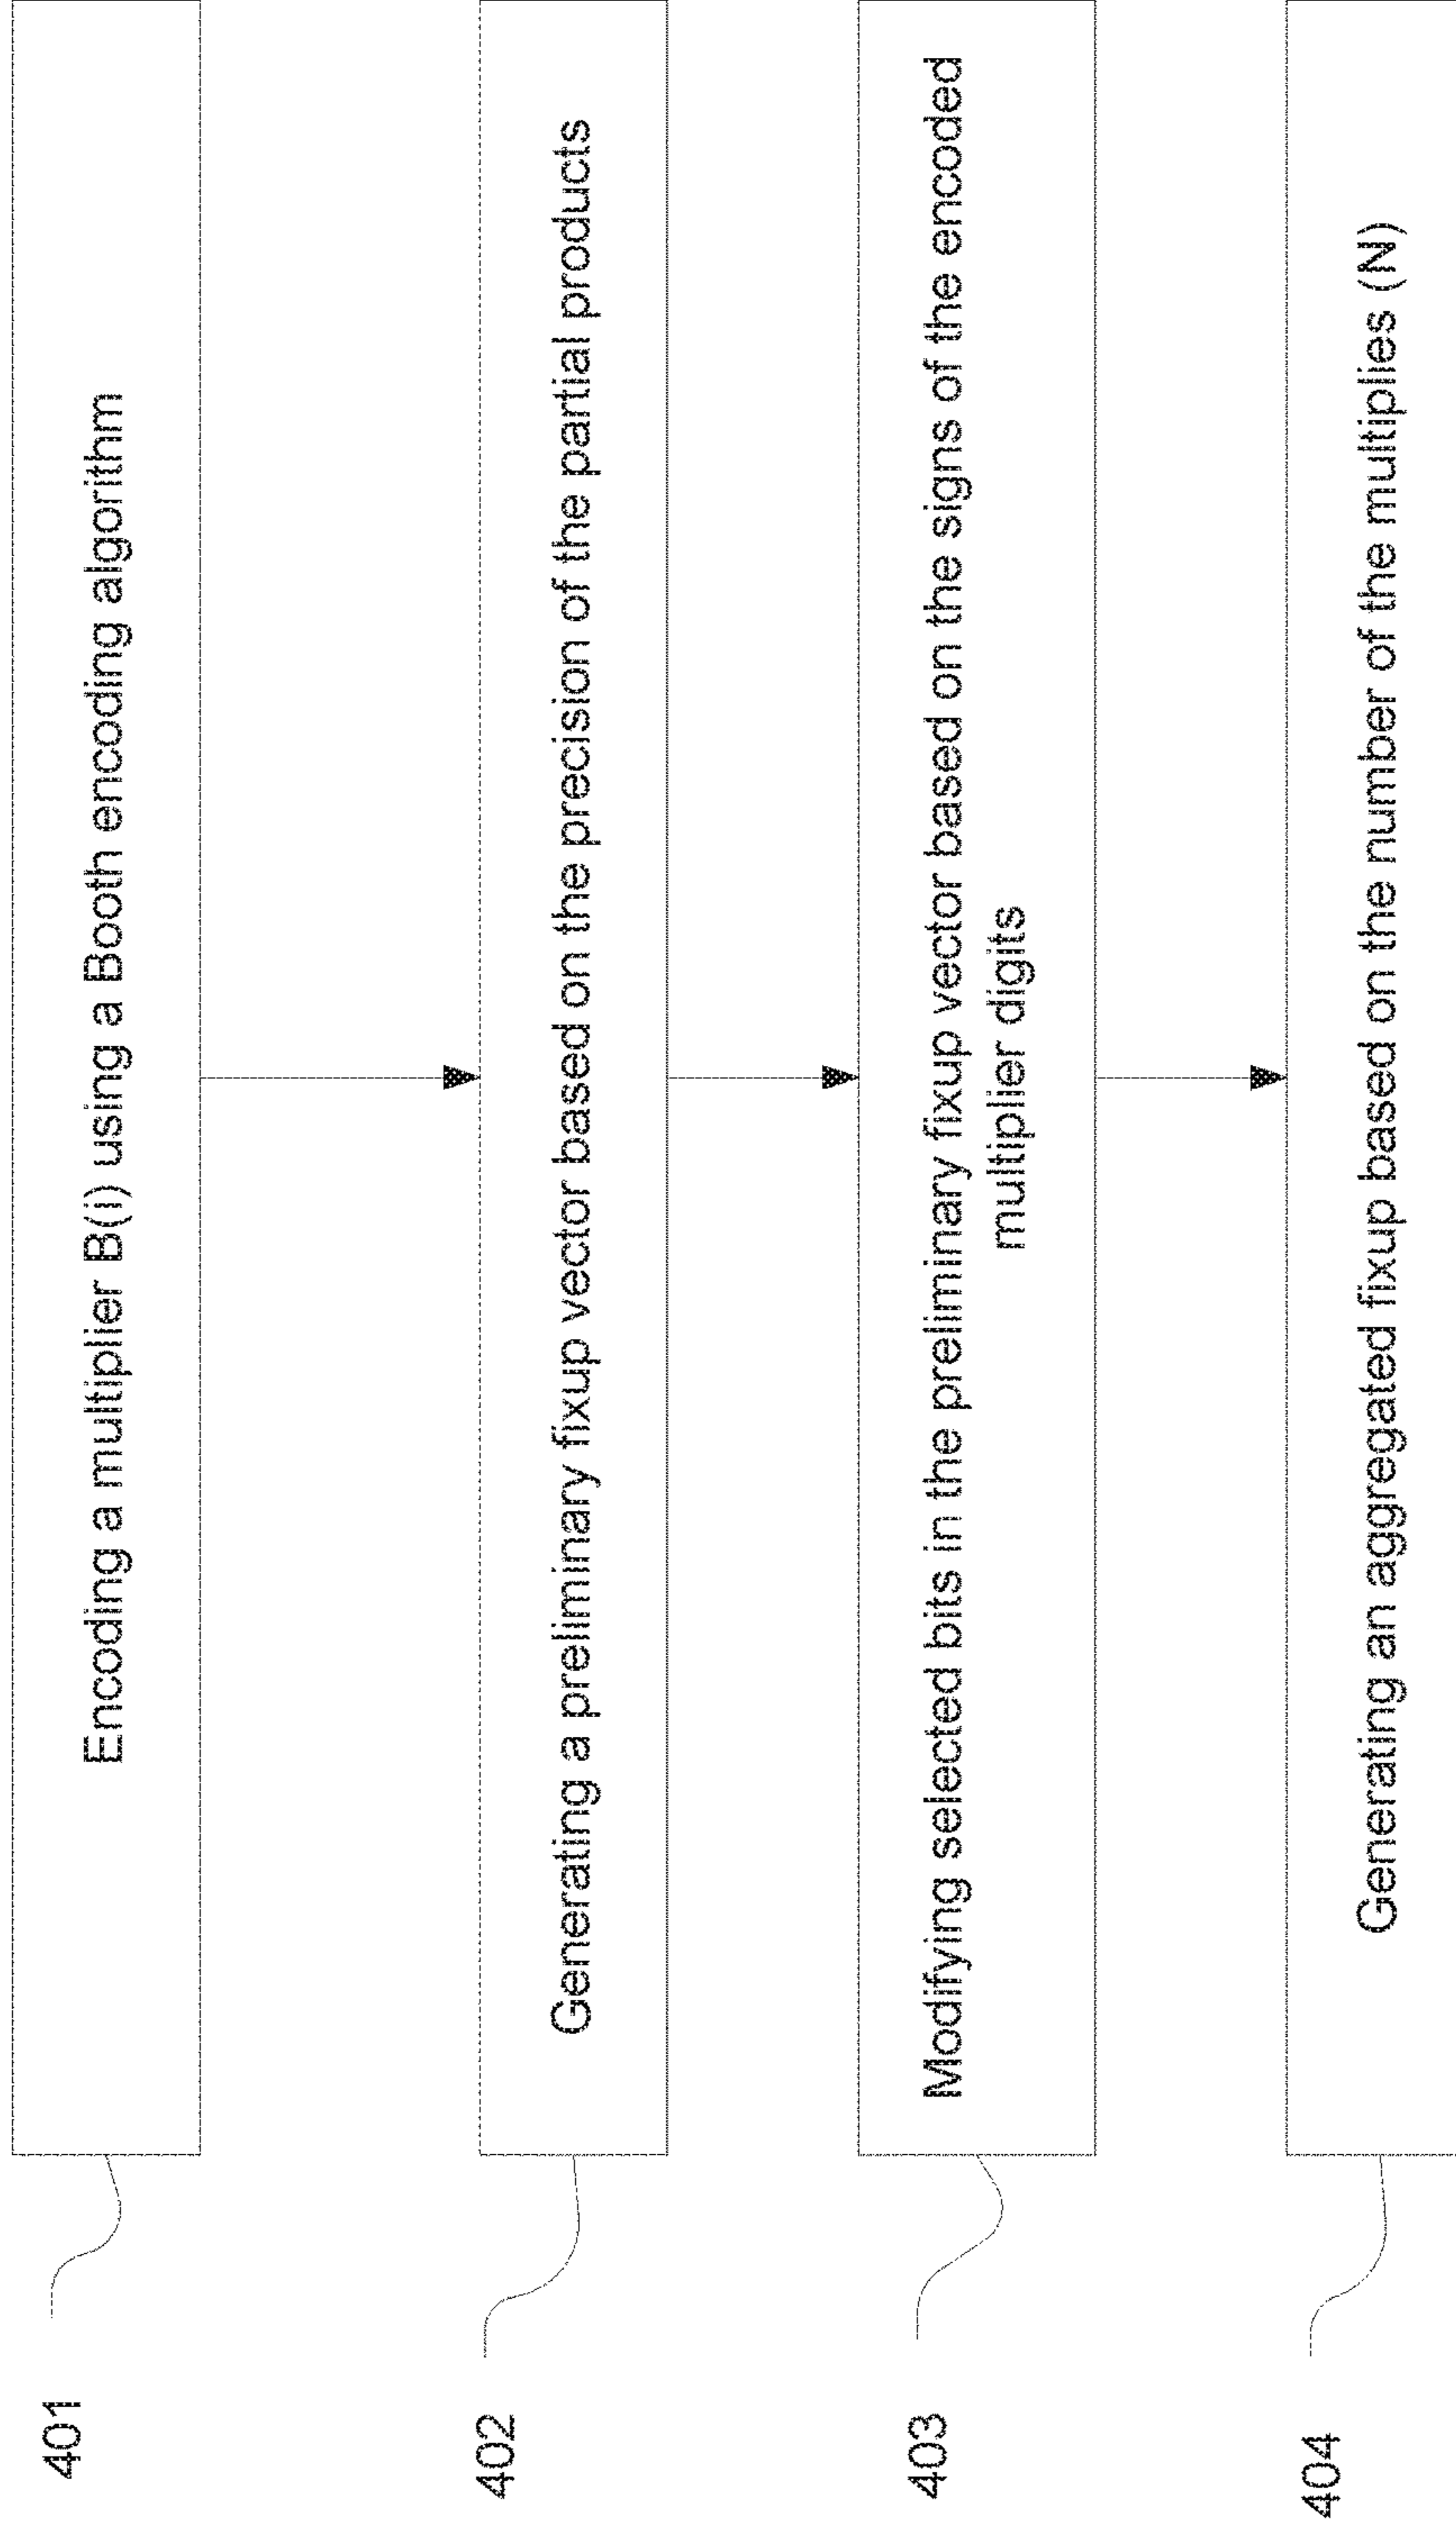 401
Encoding a multiplier B(i) using a Booth encoding algorithm
402
Generating a preliminary fixup vector based on the precision of the partial products
403
Modifying selected bits in the preliminary fixup vector based on the signs of the encoded
multiplier digits
404
Generating an aggregated fixup based on the number of the multiplies (N)